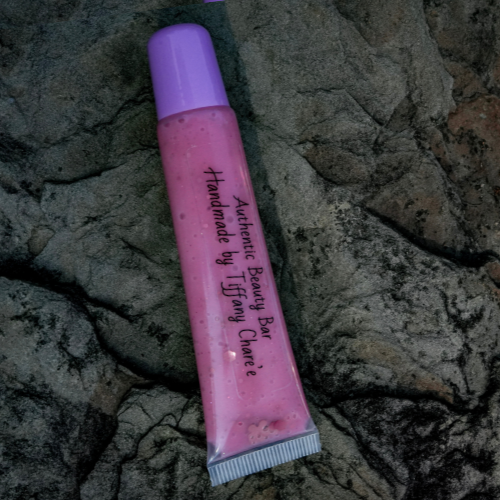 Authentic Beauty Bar
Handmade by Tiffany Chare'e